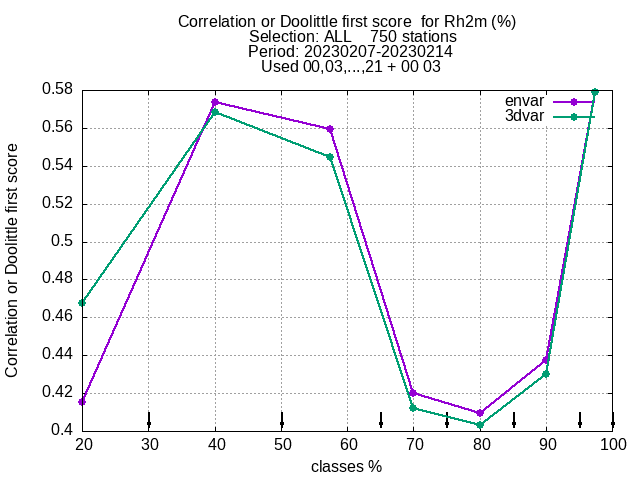 Correlation or Doolittle first score  for Rh2m (%)
Selection: ALL    750 stations
Period: 20230207-20230214
Used 00,03,...,21 + 00 03
envar
3dvar
Correlation or Doolittle first score
0.58
0.56
0.54
0.52
0.5
0.48
0.46
0.44
0.42
0.4
20 30 40 50 60 70 80 90 100
classes %